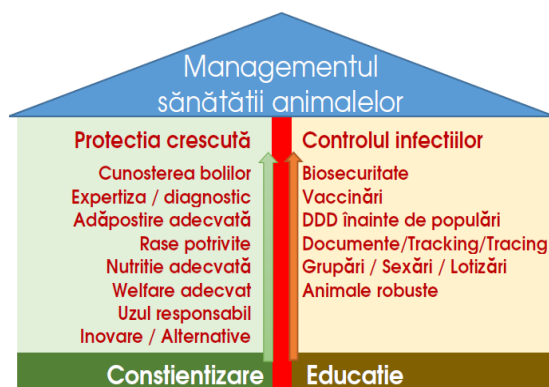 Managementul
sănătătii animalelor
Protectia crescută
Cunosterea bolilor
Expertiza / diagnostic
Adăpostire adecvată
Rase potrivite
Nutritie adecvată
Welfare adecvat
Uzul responsabil
Inovare / Alternative
Constientizare
Controlul infectiilor
Biosecuritate
Vaccinări
DDD înainte de populări
Documente/Tracking/Tracing
Grupări / Sexări / Lotizări
Animale robuste
Educatie